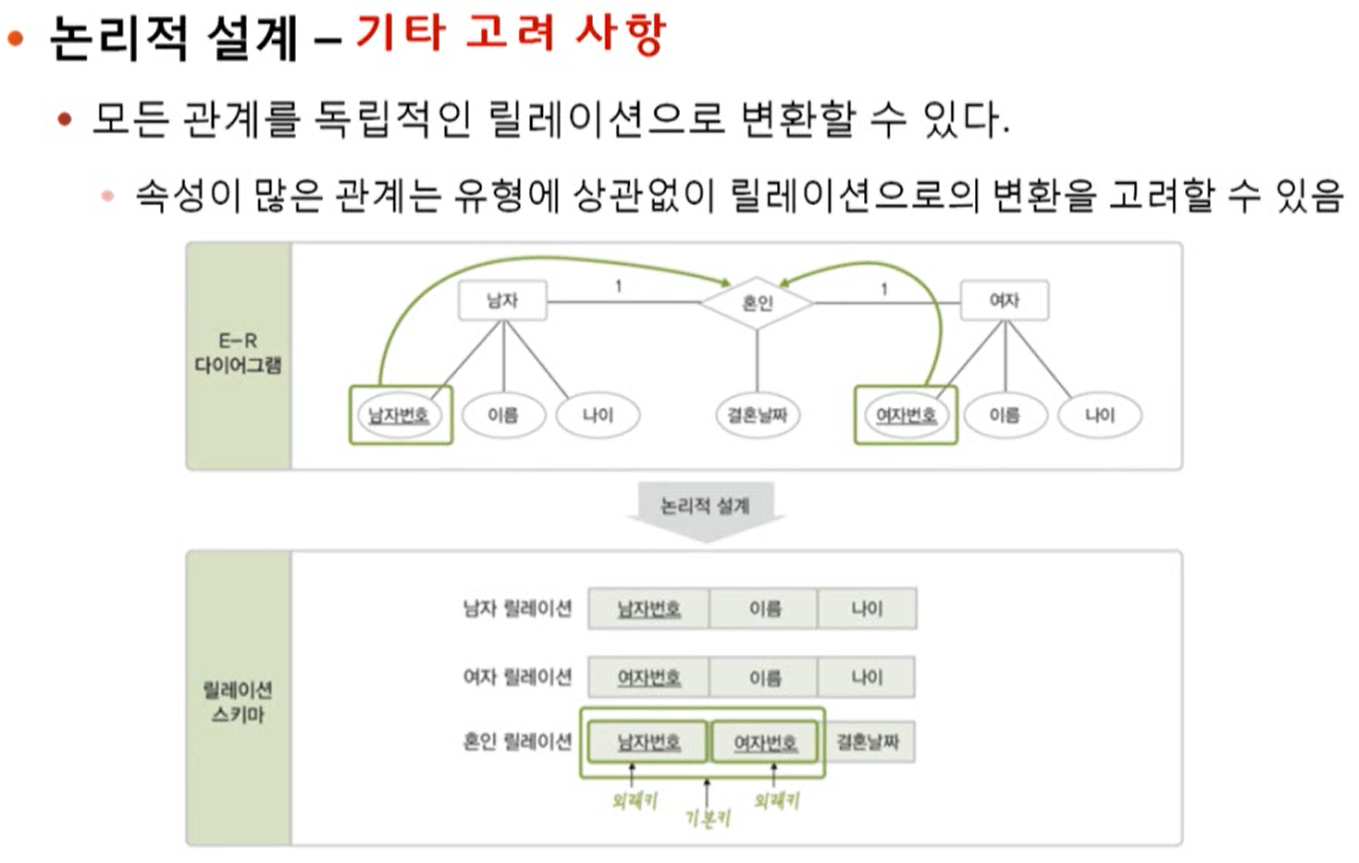 • 논리적 설계 – 기타 고려 사항
• 모든 관계를 독립적인 릴레이션으로 변환할 수 있다.
• 속성이 많은 관계는 유형에 상관없이 릴레이션으로의 변환을 고려할 수 있음
E-R
다이어그램
남자 1 혼인 1 여자
남자번호 이름 나이 결혼날짜 여자번호 이름 나이
논리적 설계
릴레이션
스키마
남자 릴레이션 남자번호 이름 나이
여자 릴레이션 여자번호 이름 나이
혼인 릴레이션 남자번호 여자번호 결혼날짜
외래키 기본키 외래키